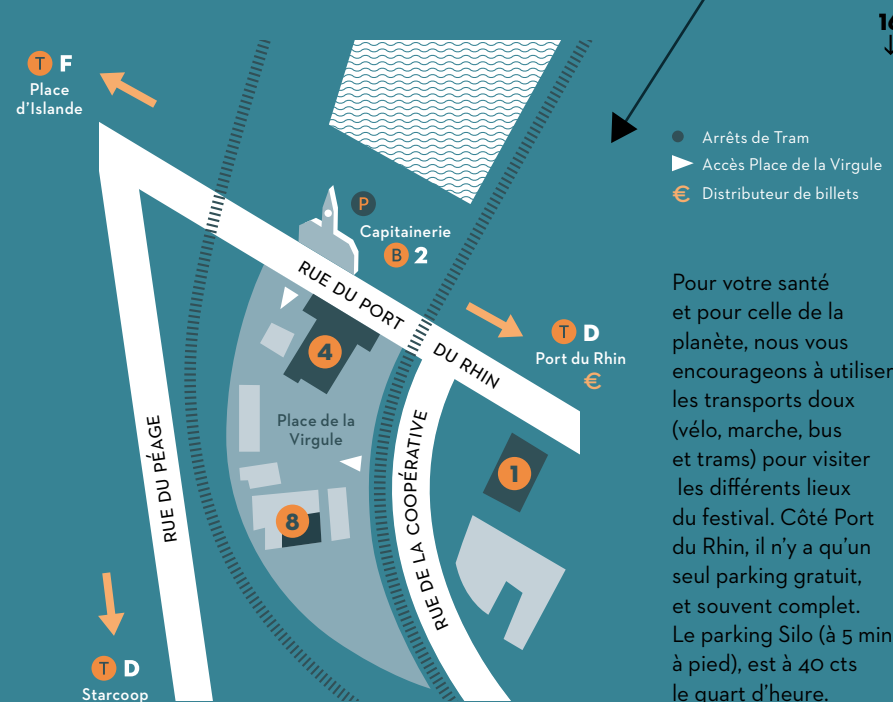 T F
Place
d'Islande
P
Capitainerie
B 2
RUE DU PORT
DU RHIN
T D
Port du Rhin
€
4
Place de la
Virgule
RUE DU PÉAGE
RUE DE LA COOPÉRATIVE
1
8
T D
Starcoop
Arrêts de Tram
Accès Place de la Virgule
€ Distributeur de billets
Pour votre santé
et pour celle de la
planète, nous vous
encourageons à utiliser
les transports doux
(vélo, marche, bus
et trams) pour visiter
les différents lieux
du festival. Côté Port
du Rhin, il n'y a qu'un
seul parking gratuit,
et souvent complet.
Le parking Silo (à 5 min
à pied), est à 40 cts
le quart d'heure.